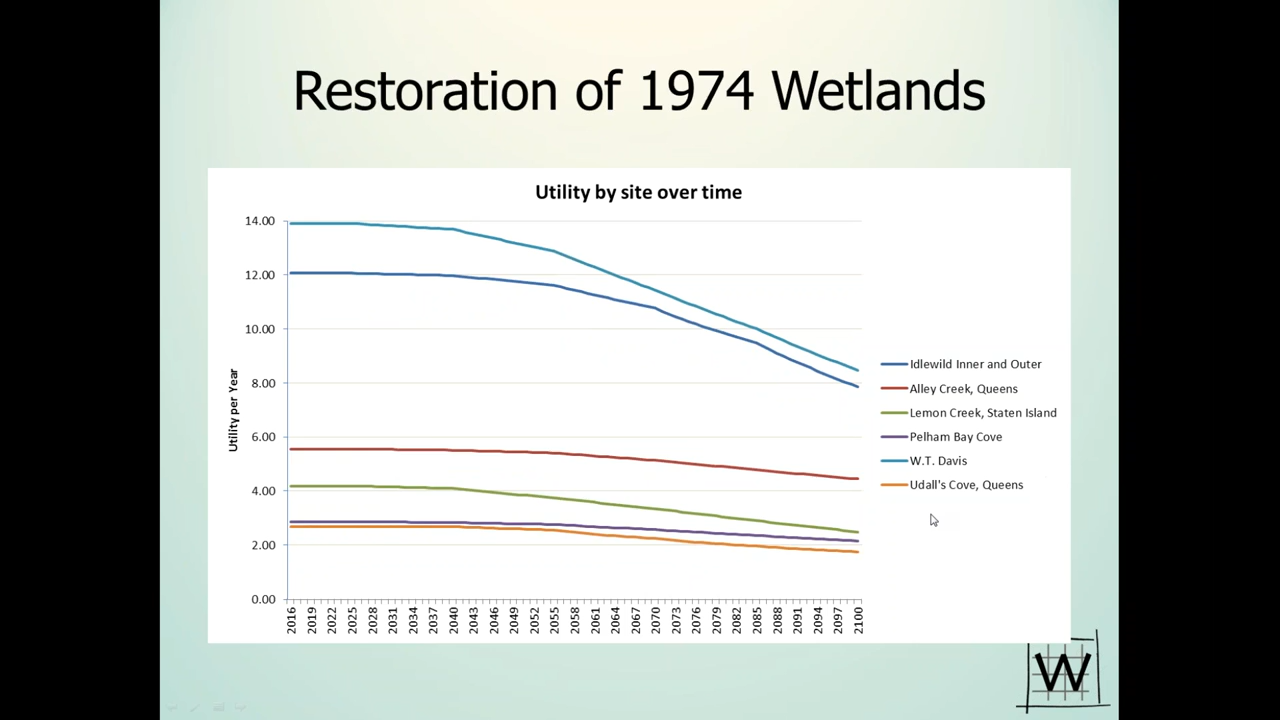 Restoration of 1974 Wetlands
Utility by site over time
Utility per Year
14.00
12.00
10.00
8.00
6.00
4.00
2.00
0.00
2016 2019 2022 2025 2028 2031 2034 2037 2040 2043 2046 2049 2052 2055 2058 2061 2064 2067 2070 2073 2076 2079 2082 2085 2088 2091 2094 2097 2100
Idlewild Inner and Outer
Alley Creek, Queens
Lemon Creek, Staten Island
Pelham Bay Cove
W.T. Davis
Udall's Cove, Queens
W